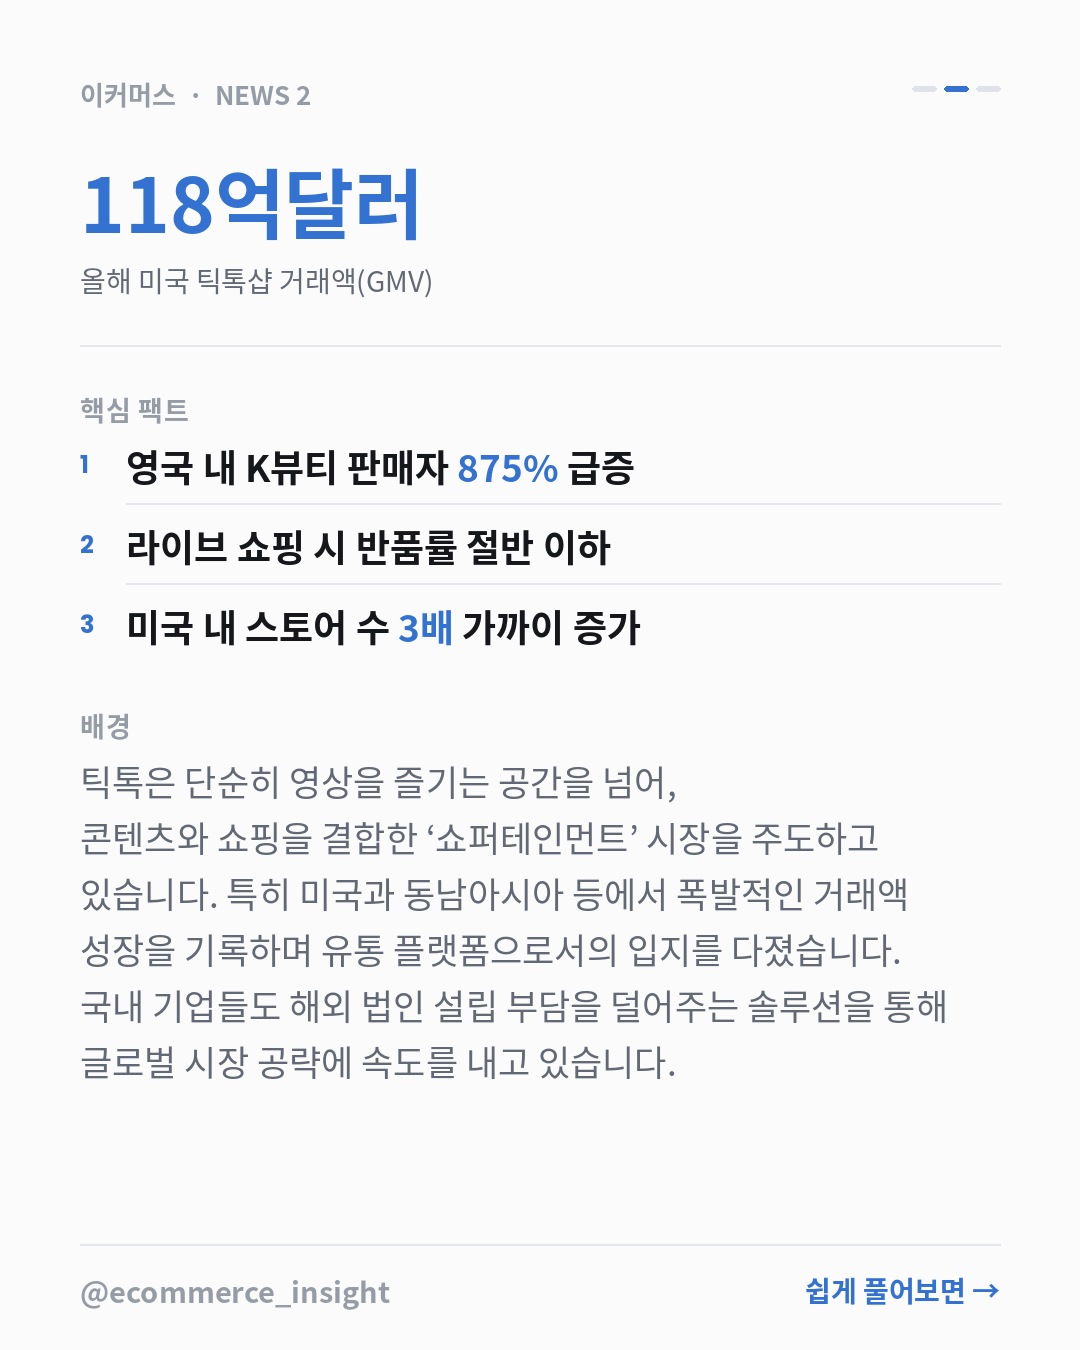 이커머스 · NEWS 2
118억달러
올해 미국 틱톡샵 거래액(GMV)
핵심 팩트
1 영국 내 K뷰티 판매자 875% 급증
2 라이브 쇼핑 시 반품률 절반 이하
3 미국 내 스토어 수 3배 가까이 증가
배경
틱톡은 단순히 영상을 즐기는 공간을 넘어,
콘텐츠와 쇼핑을 결합한 ‘쇼퍼테인먼트’ 시장을 주도하고
있습니다. 특히 미국과 동남아시아 등에서 폭발적인 거래액
성장을 기록하며 유통 플랫폼으로서의 입지를 다졌습니다.
국내 기업들도 해외 법인 설립 부담을 덜어주는 솔루션을 통해
글로벌 시장 공략에 속도를 내고 있습니다.
@ecommerce_insight
쉽게 풀어보면 →